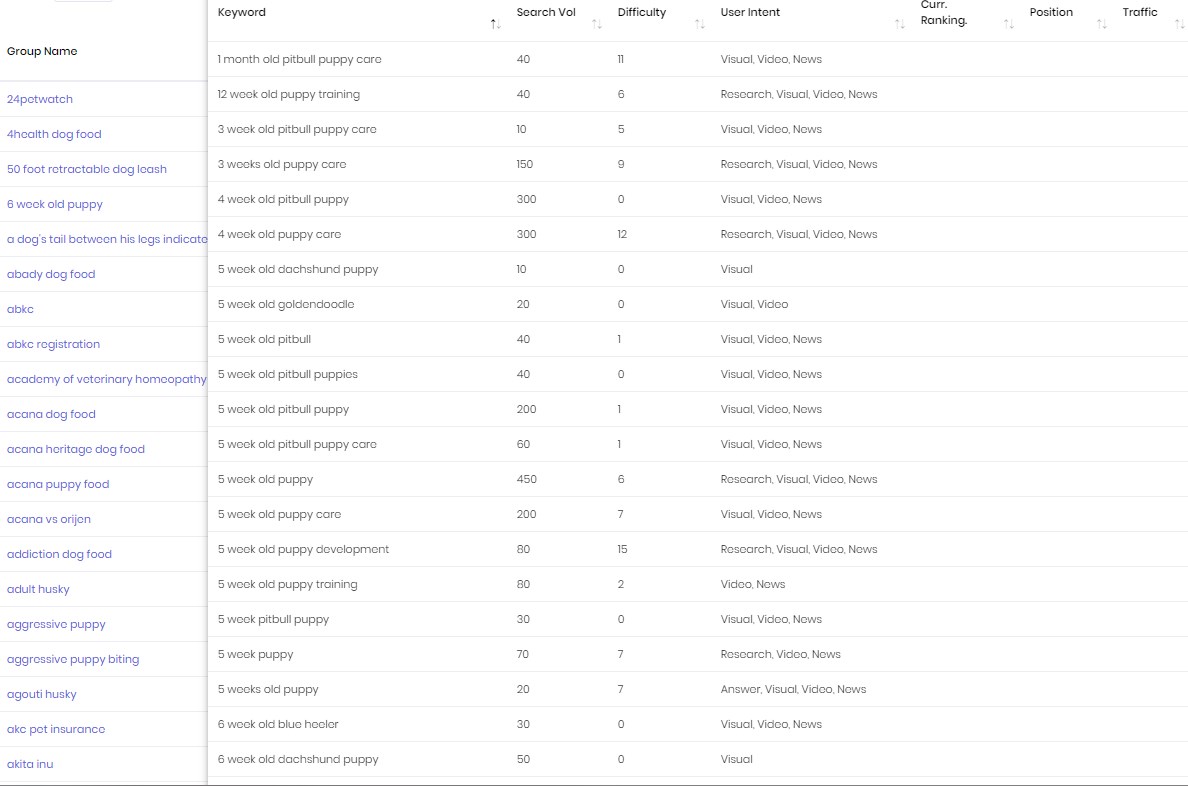 Group Name
24petwatch
4health dog food
50 foot retractable dog leash
6 week old puppy
a dog's tail between his legs indicate
abady dog food
abkc
abkc registration
academy of veterinary homeopathy
acana dog food
acana heritage dog food
acana puppy food
acana vs orijen
addiction dog food
adult husky
aggressive puppy
aggressive puppy biting
agouti husky
akc pet insurance
akita inu
Keyword Search Vol Difficulty User Intent Curr. Ranking. Position Traffic
1 month old pitbull puppy care 40 11 Visual, Video, News
12 week old puppy training 40 6 Research, Visual, Video, News
3 week old pitbull puppy care 10 5 Visual, Video, News
3 weeks old puppy care 150 9 Research, Visual, Video, News
4 week old pitbull puppy 300 0 Visual, Video, News
4 week old puppy care 300 12 Research, Visual, Video, News
5 week old dachshund puppy 10 0 Visual
5 week old goldendoodle 20 0 Visual, Video
5 week old pitbull 40 1 Visual, Video, News
5 week old pitbull puppies 40 0 Visual, Video, News
5 week old pitbull puppy 200 1 Visual, Video, News
5 week old pitbull puppy care 60 1 Visual, Video, News
5 week old puppy 450 6 Research, Visual, Video, News
5 week old puppy care 200 7 Visual, Video, News
5 week old puppy development 80 15 Research, Visual, Video, News
5 week old puppy training 80 2 Video, News
5 week pitbull puppy 30 0 Visual, Video, News
5 week puppy 70 7 Research, Video, News
5 weeks old puppy 20 7 Answer, Visual, Video, News
6 week old blue heeler 30 0 Visual, Video, News
6 week old dachshund puppy 50 0 Visual